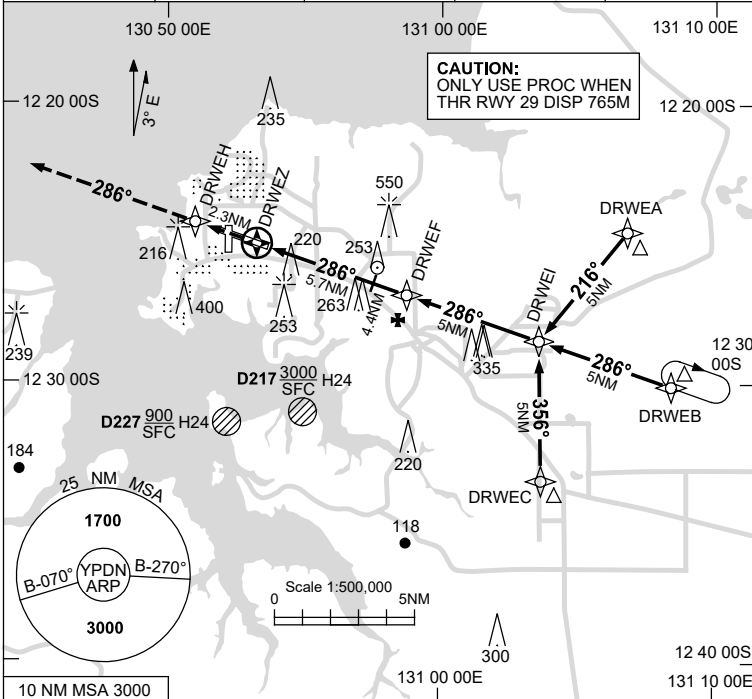 130 50 00E
131 00 00E
131 10 00E
12 20 00S
3° E
CAUTION:
ONLY USE PROC WHEN
THR RWY 29 DISP 765M
12 20 00S
235
DRWEH
DRWEZ
286°
2.3NM
550
DRWEA
216
220
253
DRWEF
286°
5.7NM
216°
5NM
DRWEI
400
253
263
4.4NM
286°
5NM
239
335
286°
5NM
12 30
00S
12 30 00S
D217 3000 H24
SFC
356°
5NM
DRWEB
D227 900 H24
SFC
184
220
DRWEC
25 NM MSA
1700
118
B-070°
YPDN
ARP
B-270°
Scale 1:500,000
0 5NM
3000
300
12 40 00S
10 NM MSA 3000
131 00 00E
131 10 00E